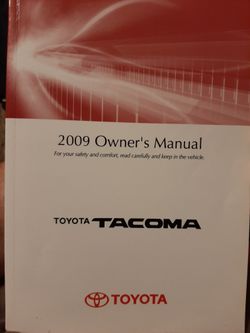 2009 Owner's Manual
For your safety and comfort, read carefully and keep in the vehicle.
TOYOTA TACOMA
TOYOTA